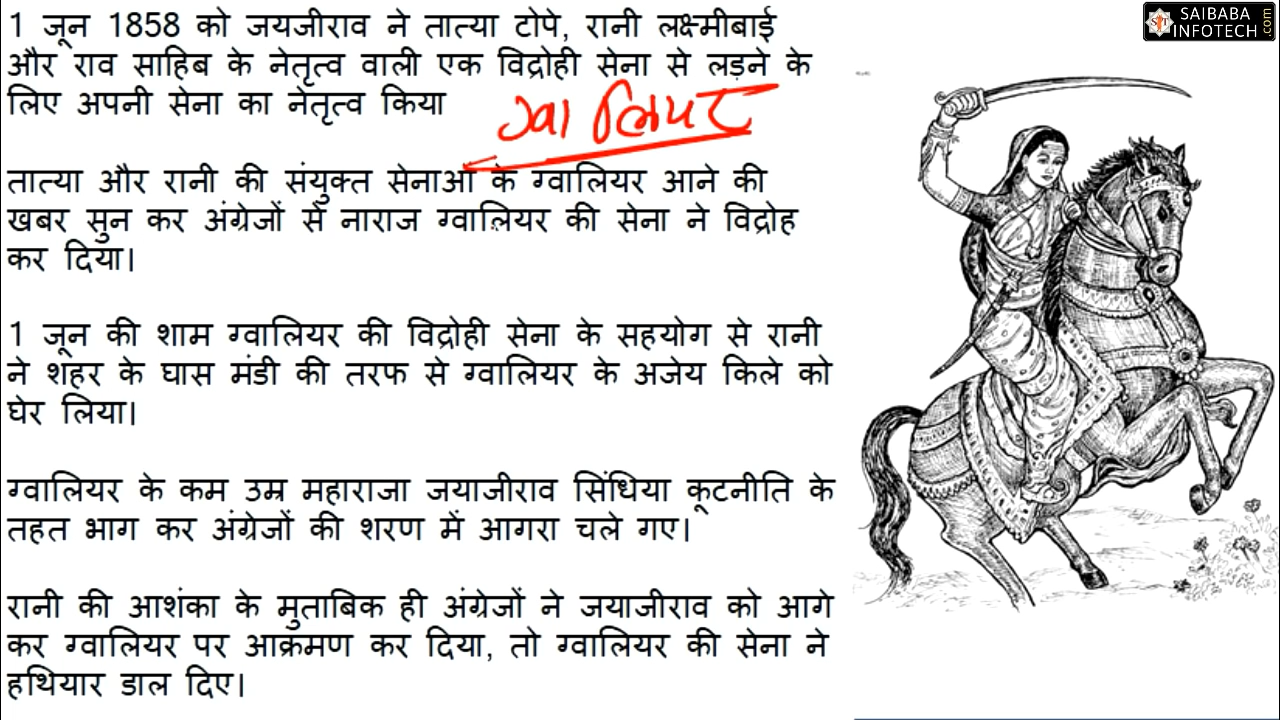 1 जून 1858 को जयजीराव ने तात्या टोपे, रानी लक्ष्मीबाई
और राव साहिब के नेतृत्व वाली एक विद्रोही सेना से लड़ने के
लिए अपनी सेना का नेतृत्व किया
ग्वालियर
तात्या और रानी की संयुक्त सेनाओं के ग्वालियर आने की
खबर सुन कर अंग्रेजों से नाराज ग्वालियर की सेना ने विद्रोह
कर दिया।
1 जून की शाम ग्वालियर की विद्रोही सेना के सहयोग से रानी
ने शहर के घास मंडी की तरफ से ग्वालियर के अजेय किले को
घेर लिया।
ग्वालियर के कम उम्र महाराजा जयाजीराव सिंधिया कूटनीति के
तहत भाग कर अंग्रेजों की शरण में आगरा चले गए।
रानी की आशंका के मुताबिक ही अंग्रेजों ने जयाजीराव को आगे
कर ग्वालियर पर आक्रमण कर दिया, तो ग्वालियर की सेना ने
हथियार डाल दिए।
SAIBABA
INFOTECH.com